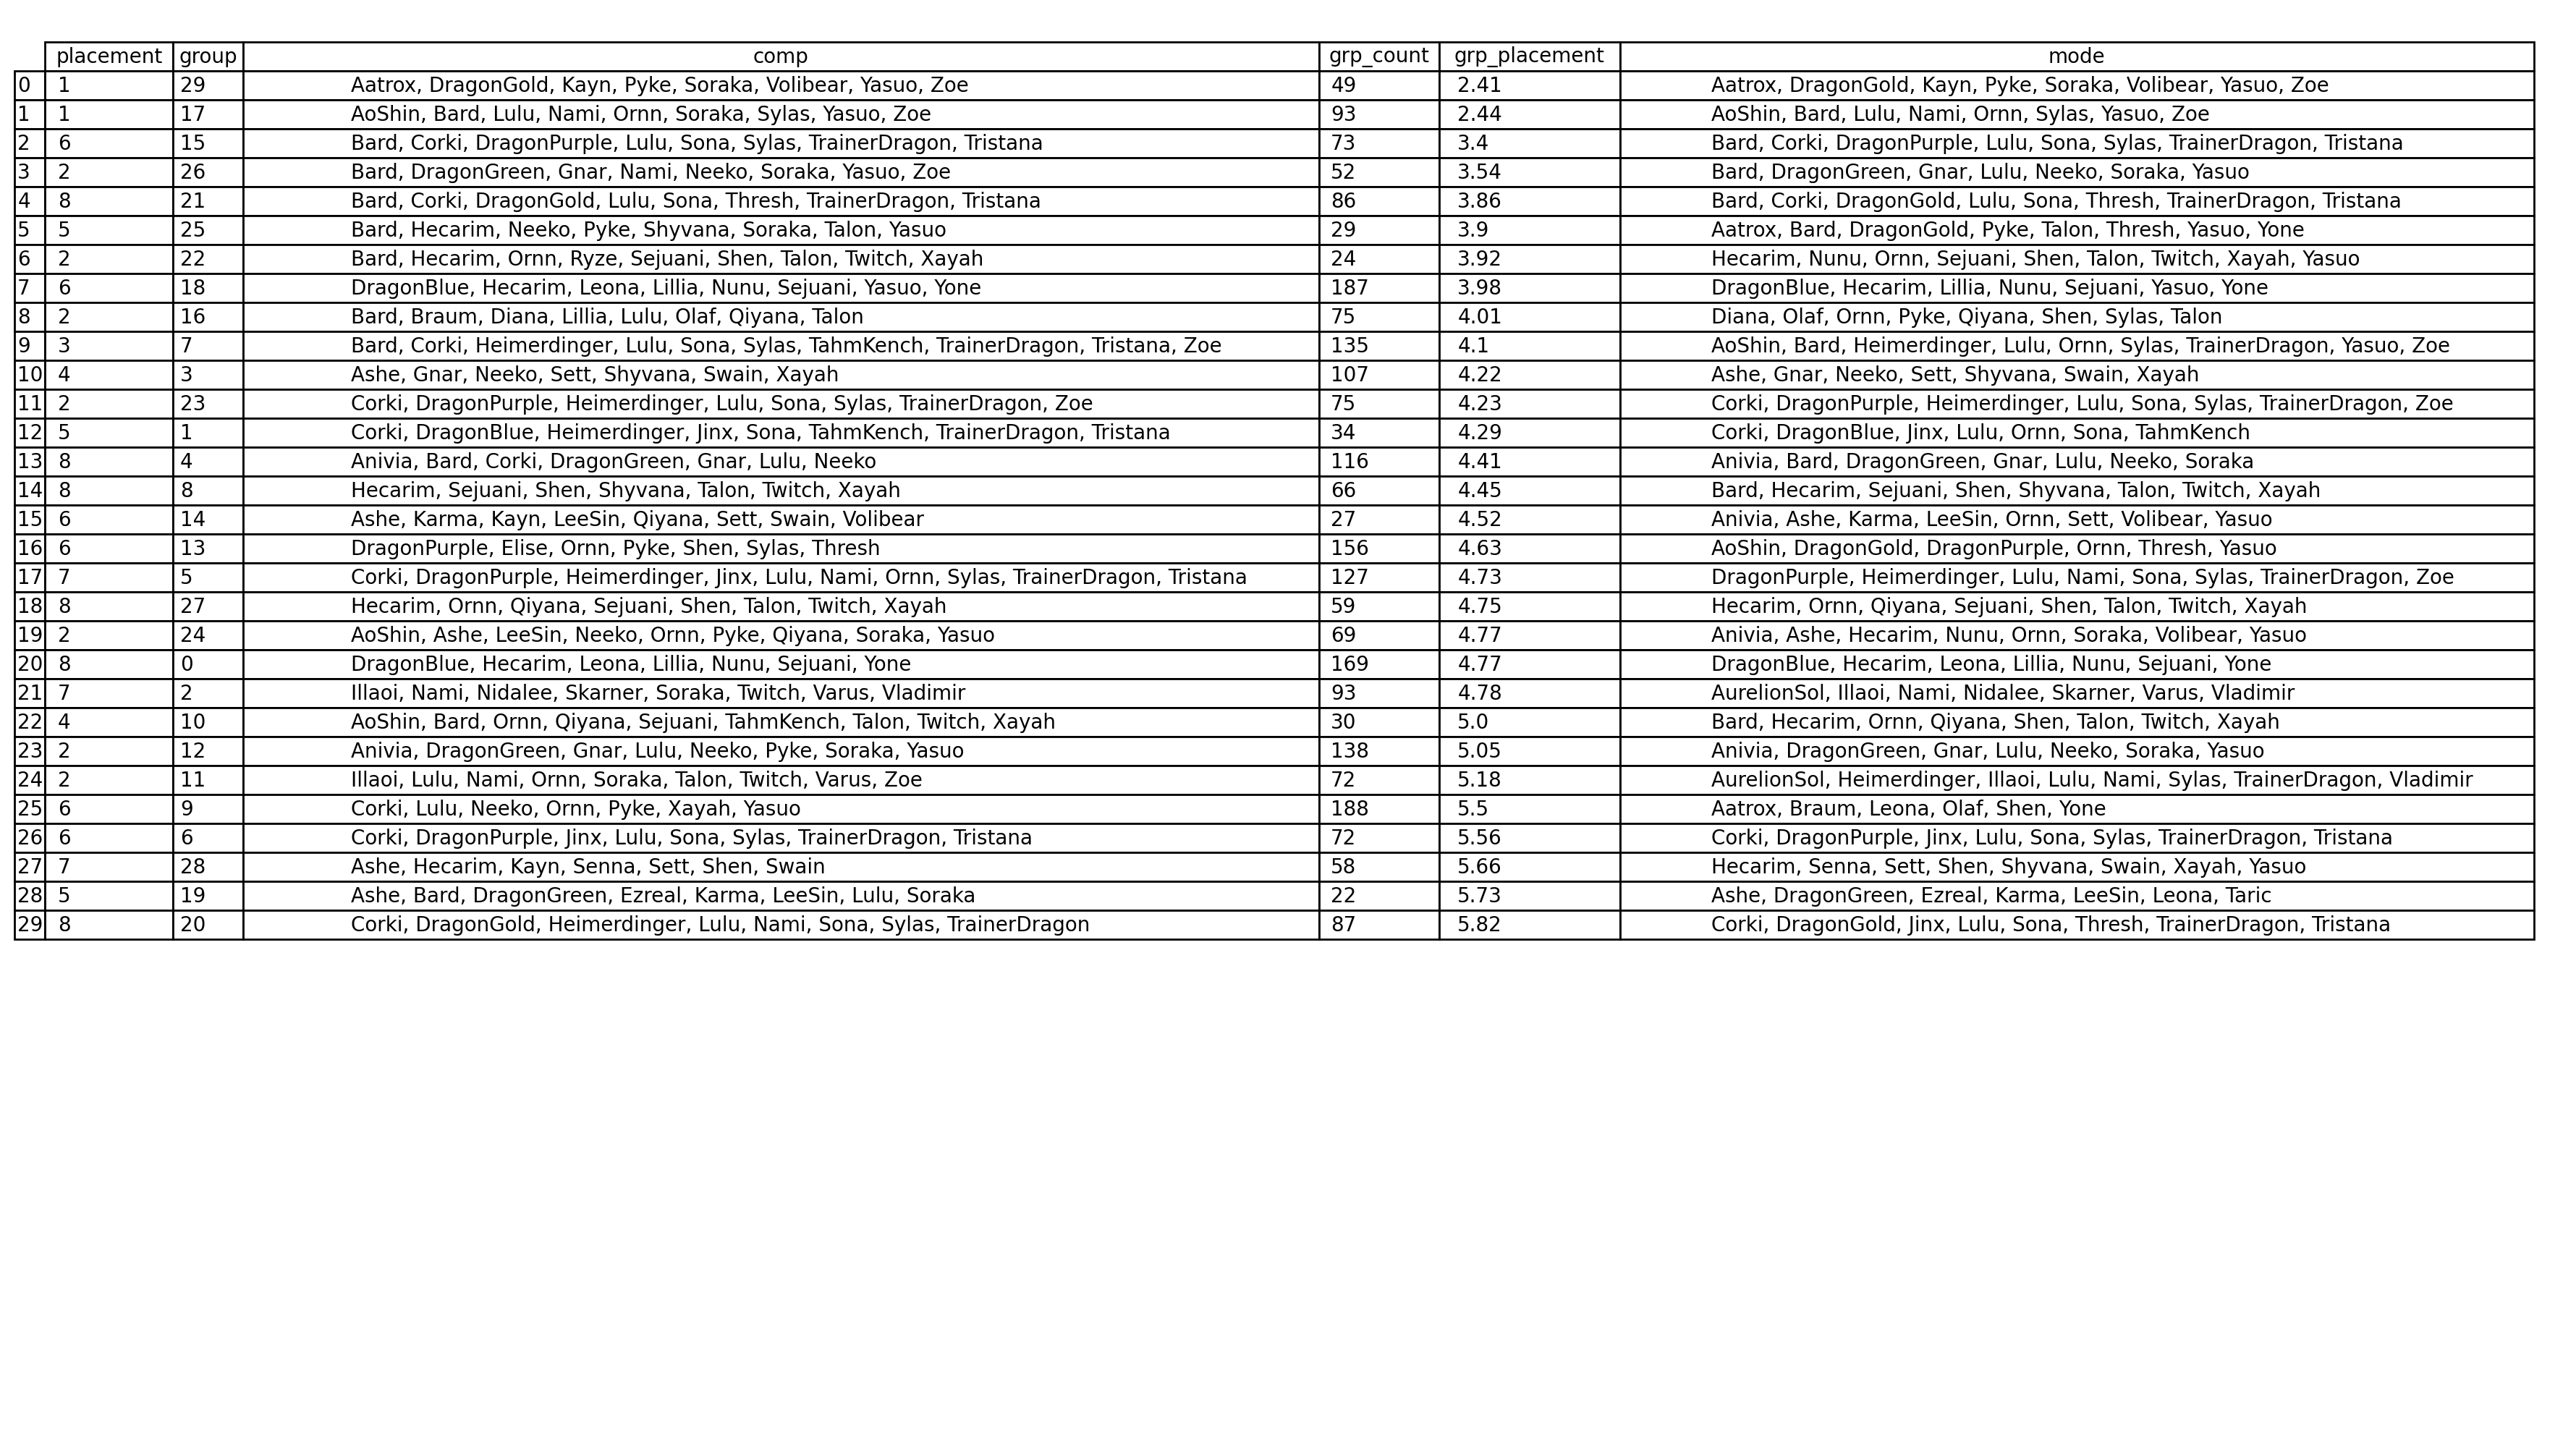 placement group comp grp_count grp_placement mode
0 1 29 Aatrox, DragonGold, Kayn, Pyke, Soraka, Volibear, Yasuo, Zoe 49 2.41 Aatrox, DragonGold, Kayn, Pyke, Soraka, Volibear, Yasuo, Zoe
1 1 17 AoShin, Bard, Lulu, Nami, Ornn, Soraka, Sylas, Yasuo, Zoe 93 2.44 AoShin, Bard, Lulu, Nami, Ornn, Sylas, Yasuo, Zoe
2 6 15 Bard, Corki, DragonPurple, Lulu, Sona, Sylas, TrainerDragon, Tristana 73 3.4 Bard, Corki, DragonPurple, Lulu, Sona, Sylas, TrainerDragon, Tristana
3 2 26 Bard, DragonGreen, Gnar, Nami, Neeko, Soraka, Yasuo, Zoe 52 3.54 Bard, DragonGreen, Gnar, Lulu, Neeko, Soraka, Yasuo
4 8 21 Bard, Corki, DragonGold, Lulu, Sona, Thresh, TrainerDragon, Tristana 86 3.86 Bard, Corki, DragonGold, Lulu, Sona, Thresh, TrainerDragon, Tristana
5 5 25 Bard, Hecarim, Neeko, Pyke, Shyvana, Soraka, Talon, Yasuo 29 3.9 Aatrox, Bard, DragonGold, Pyke, Talon, Thresh, Yasuo, Yone
6 2 22 Bard, Hecarim, Ornn, Ryze, Sejuani, Shen, Talon, Twitch, Xayah 24 3.92 Hecarim, Nunu, Ornn, Sejuani, Shen, Talon, Twitch, Xayah, Yasuo
7 6 18 DragonBlue, Hecarim, Leona, Lillia, Nunu, Sejuani, Yasuo, Yone 187 3.98 DragonBlue, Hecarim, Lillia, Nunu, Sejuani, Yasuo, Yone
8 2 16 Bard, Braum, Diana, Lillia, Lulu, Olaf, Qiyana, Talon 75 4.01 Diana, Olaf, Ornn, Pyke, Qiyana, Shen, Sylas, Talon
9 3 7 Bard, Corki, Heimerdinger, Lulu, Sona, Sylas, TahmKench, TrainerDragon, Tristana, Zoe 135 4.1 AoShin, Bard, Heimerdinger, Lulu, Ornn, Sylas, TrainerDragon, Yasuo, Zoe
10 4 3 Ashe, Gnar, Neeko, Sett, Shyvana, Swain, Xayah 107 4.22 Ashe, Gnar, Neeko, Sett, Shyvana, Swain, Xayah
11 2 23 Corki, DragonPurple, Heimerdinger, Lulu, Sona, Sylas, TrainerDragon, Zoe 75 4.23 Corki, DragonPurple, Heimerdinger, Lulu, Sona, Sylas, TrainerDragon, Zoe
12 5 1 Corki, DragonBlue, Heimerdinger, Jinx, Sona, TahmKench, TrainerDragon, Tristana 34 4.29 Corki, DragonBlue, Jinx, Lulu, Ornn, Sona, TahmKench
13 8 4 Anivia, Bard, Corki, DragonGreen, Gnar, Lulu, Neeko 116 4.41 Anivia, Bard, DragonGreen, Gnar, Lulu, Neeko, Soraka
14 8 8 Hecarim, Sejuani, Shen, Shyvana, Talon, Twitch, Xayah 66 4.45 Bard, Hecarim, Sejuani, Shen, Shyvana, Talon, Twitch, Xayah
15 6 14 Ashe, Karma, Kayn, LeeSin, Qiyana, Sett, Swain, Volibear 27 4.52 Anivia, Ashe, Karma, LeeSin, Ornn, Sett, Volibear, Yasuo
16 6 13 DragonPurple, Elise, Ornn, Pyke, Shen, Sylas, Thresh 156 4.63 AoShin, DragonGold, DragonPurple, Ornn, Thresh, Yasuo
17 7 5 Corki, DragonPurple, Heimerdinger, Jinx, Lulu, Nami, Ornn, Sylas, TrainerDragon, Tristana 127 4.73 DragonPurple, Heimerdinger, Lulu, Nami, Sona, Sylas, TrainerDragon, Zoe
18 8 27 Hecarim, Ornn, Qiyana, Sejuani, Shen, Talon, Twitch, Xayah 59 4.75 Hecarim, Ornn, Qiyana, Sejuani, Shen, Talon, Twitch, Xayah
19 2 24 AoShin, Ashe, LeeSin, Neeko, Ornn, Pyke, Qiyana, Soraka, Yasuo 69 4.77 Anivia, Ashe, Hecarim, Nunu, Ornn, Soraka, Volibear, Yasuo
20 8 0 DragonBlue, Hecarim, Leona, Lillia, Nunu, Sejuani, Yone 169 4.77 DragonBlue, Hecarim, Leona, Lillia, Nunu, Sejuani, Yone
21 7 2 Illaoi, Nami, Nidalee, Skarner, Soraka, Twitch, Varus, Vladimir 93 4.78 AurelionSol, Illaoi, Nami, Nidalee, Skarner, Varus, Vladimir
22 4 10 AoShin, Bard, Ornn, Qiyana, Sejuani, TahmKench, Talon, Twitch, Xayah 30 5.0 Bard, Hecarim, Ornn, Qiyana, Shen, Talon, Twitch, Xayah
23 2 12 Anivia, DragonGreen, Gnar, Lulu, Neeko, Pyke, Soraka, Yasuo 138 5.05 Anivia, DragonGreen, Gnar, Lulu, Neeko, Soraka, Yasuo
24 2 11 Illaoi, Lulu, Nami, Ornn, Soraka, Talon, Twitch, Varus, Zoe 72 5.18 AurelionSol, Heimerdinger, Illaoi, Lulu, Nami, Sylas, TrainerDragon, Vladimir
25 6 9 Corki, Lulu, Neeko, Ornn, Pyke, Xayah, Yasuo 188 5.5 Aatrox, Braum, Leona, Olaf, Shen, Yone
26 6 6 Corki, DragonPurple, Jinx, Lulu, Sona, Sylas, TrainerDragon, Tristana 72 5.56 Corki, DragonPurple, Jinx, Lulu, Sona, Sylas, TrainerDragon, Tristana
27 7 28 Ashe, Hecarim, Kayn, Senna, Sett, Shen, Swain 58 5.66 Hecarim, Senna, Sett, Shen, Shyvana, Swain, Xayah, Yasuo
28 5 19 Ashe, Bard, DragonGreen, Ezreal, Karma, LeeSin, Lulu, Soraka 22 5.73 Ashe, DragonGreen, Ezreal, Karma, LeeSin, Leona, Taric
29 8 20 Corki, DragonGold, Heimerdinger, Lulu, Nami, Sona, Sylas, TrainerDragon 87 5.82 Corki, DragonGold, Jinx, Lulu, Sona, Thresh, TrainerDragon, Tristana